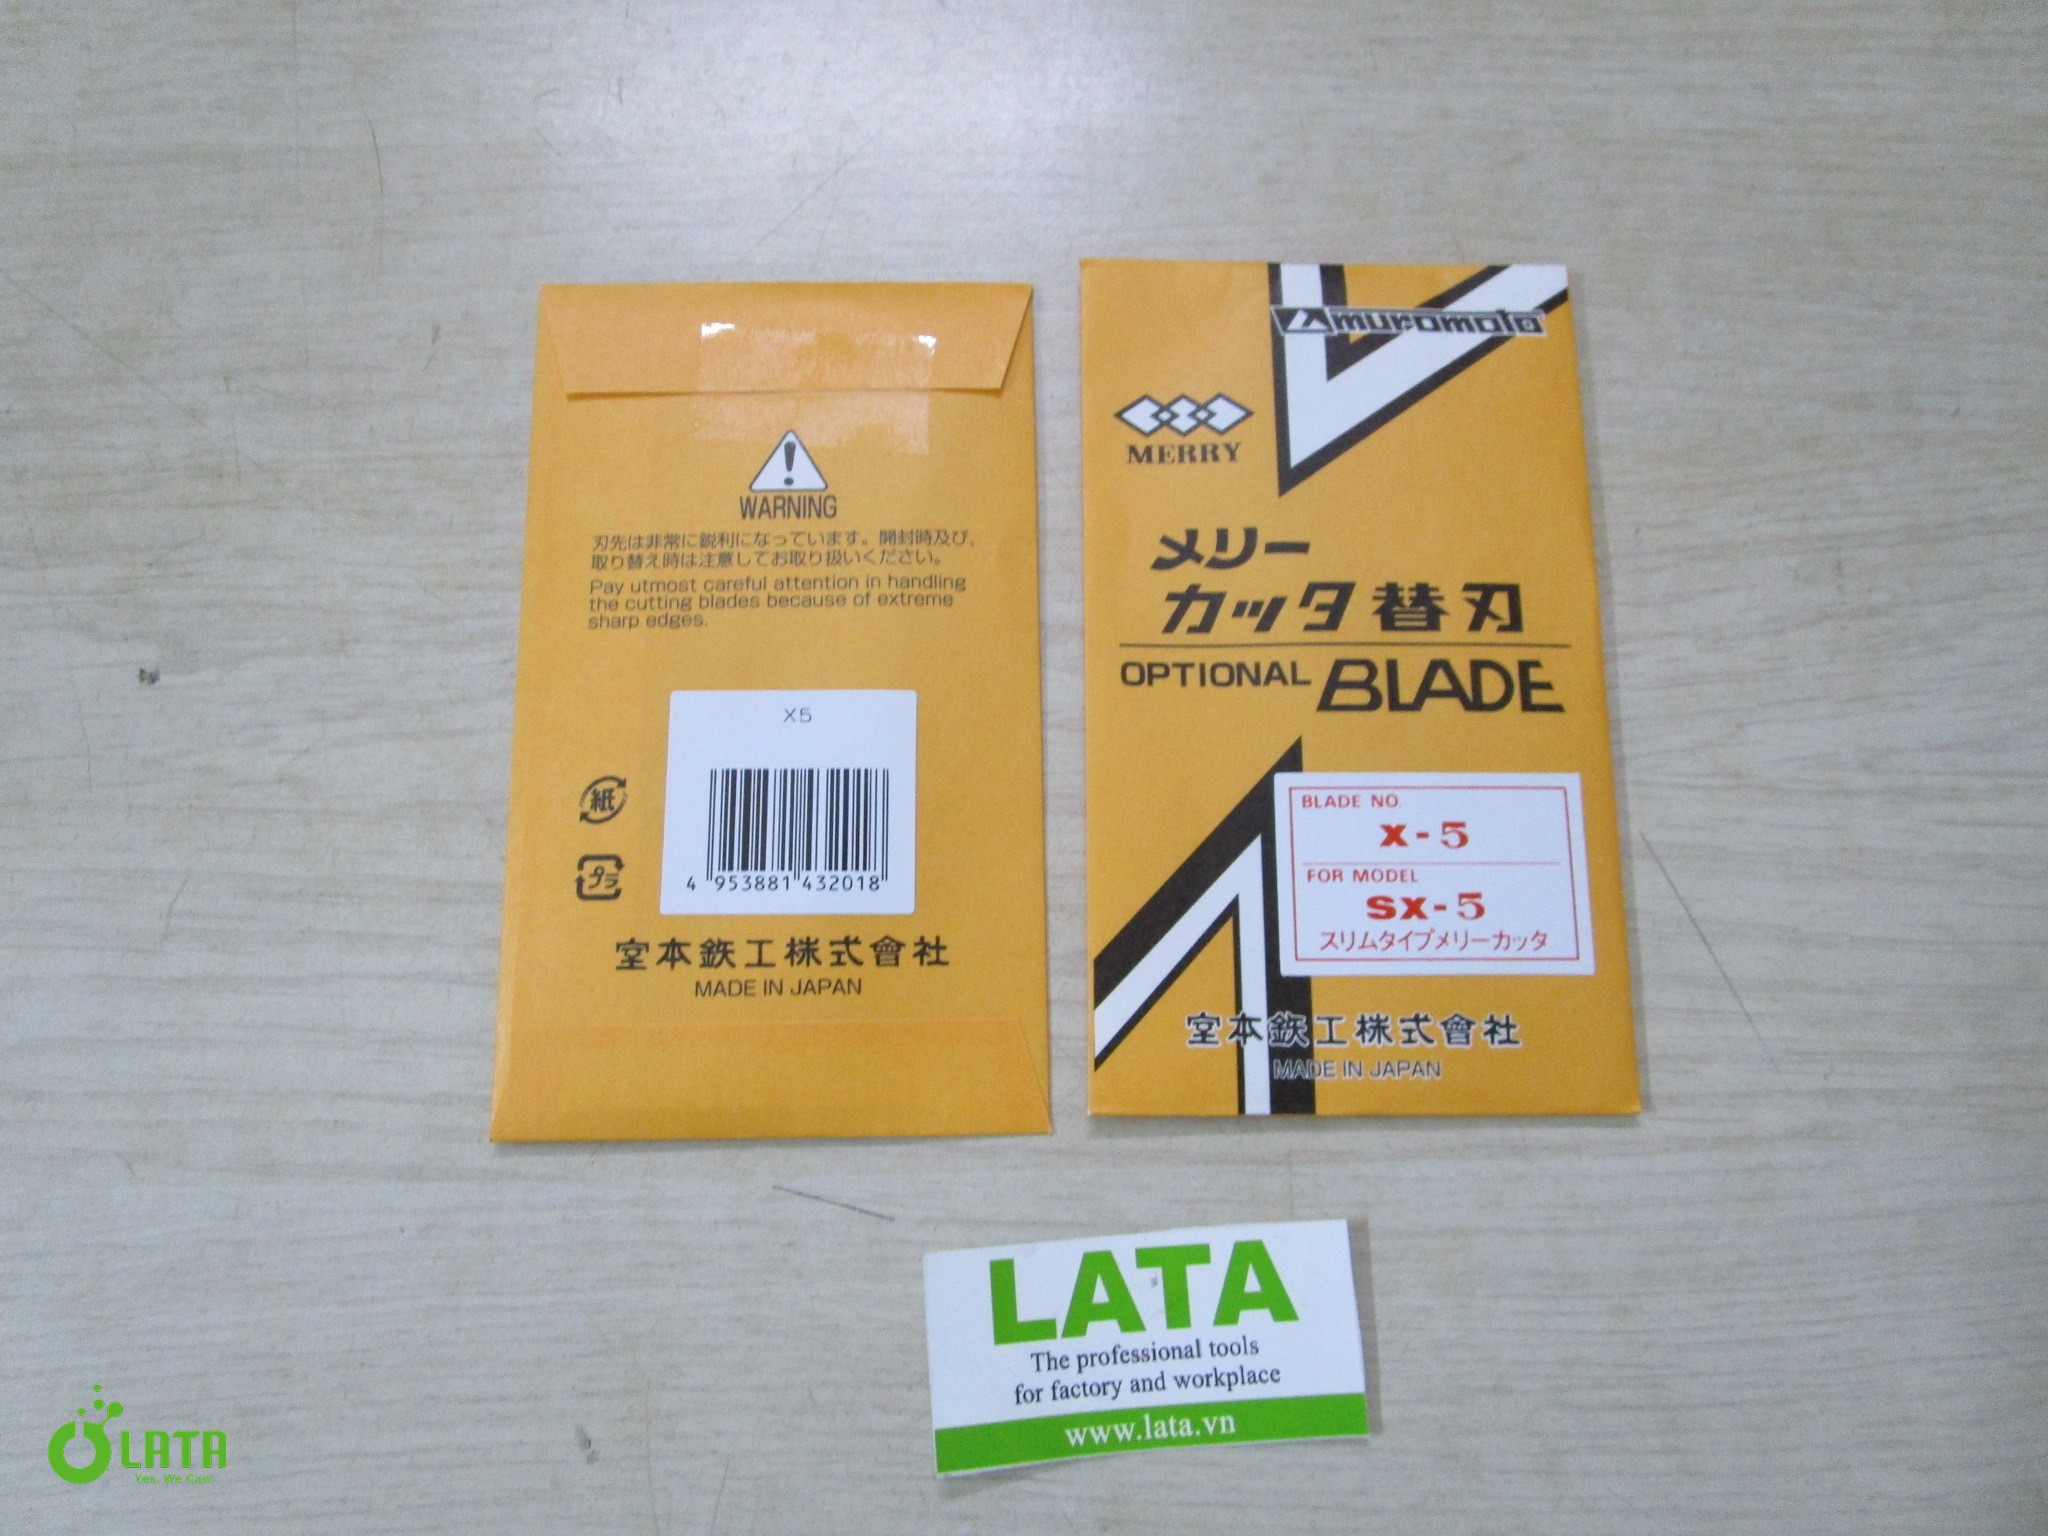 WARNING
刃先は非常に鋭利になっています。開封時及び、
取り替え時は注意してお取り扱いください。
Pay utmost careful attention in handling
the cutting blades because of extreme
sharp edges.
X5
4 953881 432018
紙
プラ
室本鉄工株式會社
MADE IN JAPAN
muromoto
MERRY
メリー
カッタ替刃
OPTIONAL BLADE
BLADE NO.
X-5
FOR MODEL
SX-5
スリムタイプメリーカッタ
室本鉄工株式會社
MADE IN JAPAN
LATA
The professional tools
for factory and workplace
www.lata.vn
LATA
Yes. We Can!